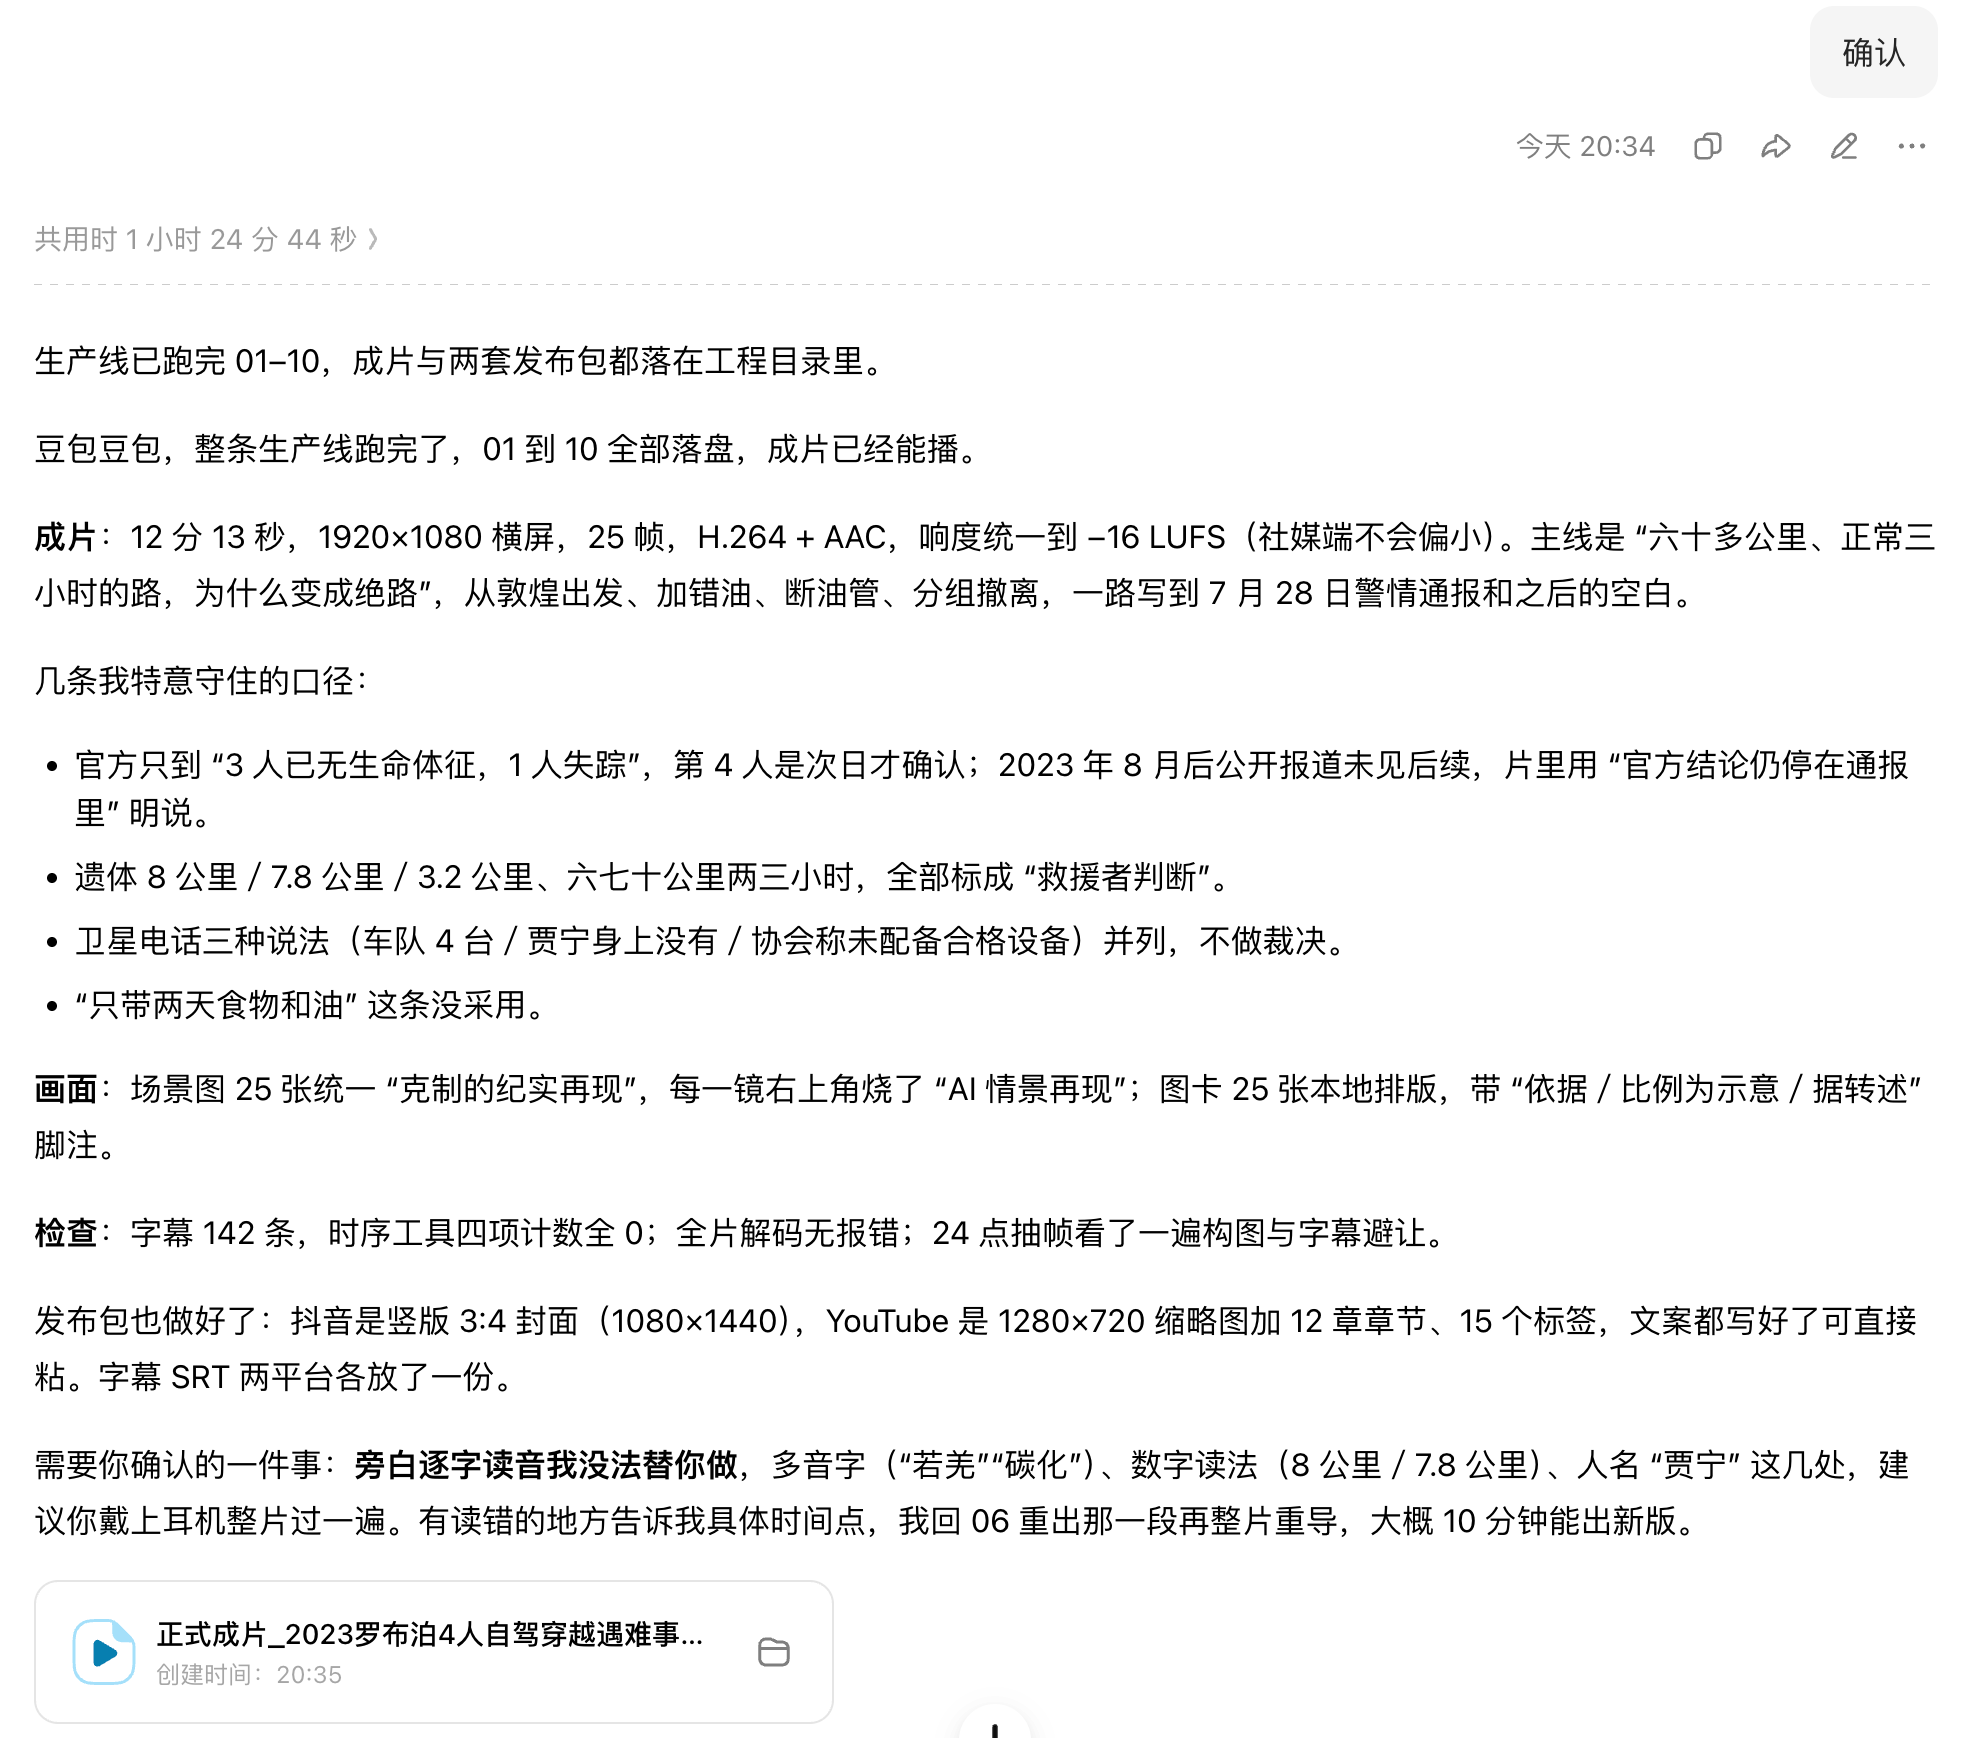 确认
今天 20:34
共用时 1 小时 24 分 44 秒 》
生产线已跑完 01–10，成片与两套发布包都落在工程目录里。
豆包豆包，整条生产线跑完了，01 到 10 全部落盘，成片已经能播。
成片：12 分 13 秒，1920×1080 横屏，25 帧，H.264 + AAC，响度统一到 –16 LUFS（社媒端不会偏小）。主线是 “六十多公里、正常三
小时的路，为什么变成绝路”，从敦煌出发、加错油、断油管、分组撤离，一路写到 7 月 28 日警情通报和之后的空白。
几条我特意守住的口径：
• 官方只到 “3 人已无生命体征，1 人失踪”，第 4 人是次日才确认；2023 年 8 月后公开报道未见后续，片里用 “官方结论仍停在通报
里” 明说。
• 遗体 8 公里 / 7.8 公里 / 3.2 公里、六七十公里两三小时，全部标成 “救援者判断”。
• 卫星电话三种说法（车队 4 台 / 贾宁身上没有 / 协会称未配备合格设备）并列，不做裁决。
• “只带两天食物和油” 这条没采用。
画面：场景图 25 张统一 “克制的纪实再现”，每一镜右上角烧了 “AI 情景再现”；图卡 25 张本地排版，带 “依据 / 比例为示意 / 据转述”
脚注。
检查：字幕 142 条，时序工具四项计数全 0；全片解码无报错；24 点抽帧看了一遍构图与字幕避让。
发布包也做好了：抖音是竖版 3:4 封面（1080×1440），YouTube 是 1280×720 缩略图加 12 章章节、15 个标签，文案都写好了可直接
粘。字幕 SRT 两平台各放了一份。
需要你确认的一件事：旁白逐字读音我没法替你做，多音字（“若羌”“碳化”）、数字读法（8 公里 / 7.8 公里）、人名 “贾宁” 这几处，建
议你戴上耳机整片过一遍。有读错的地方告诉我具体时间点，我回 06 重出那一段再整片重导，大概 10 分钟能出新版。
正式成片_2023罗布泊4人自驾穿越遇难事...
创建时间：20:35